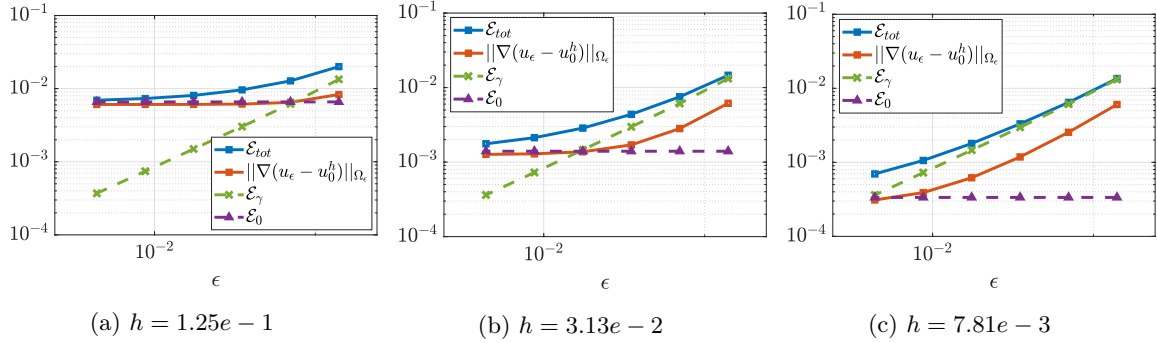 10^{-1}
10^{-2}
10^{-3}
10^{-4}
10^{-2}
ϵ
ℰ_{tot}
||∇(u_ϵ − u_0^h)||_{Ω_ϵ}
ℰ_γ
ℰ_0
(a) h = 1.25e − 1
10^{-1}
10^{-2}
10^{-3}
10^{-4}
10^{-2}
ϵ
ℰ_{tot}
||∇(u_ϵ − u_0^h)||_{Ω_ϵ}
ℰ_γ
ℰ_0
(b) h = 3.13e − 2
10^{-1}
10^{-2}
10^{-3}
10^{-4}
10^{-2}
ϵ
ℰ_{tot}
||∇(u_ϵ − u_0^h)||_{Ω_ϵ}
ℰ_γ
ℰ_0
(c) h = 7.81e − 3